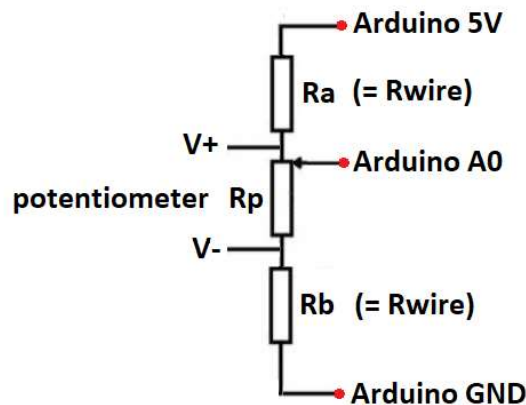 Arduino 5V
Ra (= Rwire)
V+
Arduino A0
potentiometer Rp
V-
Rb (= Rwire)
Arduino GND